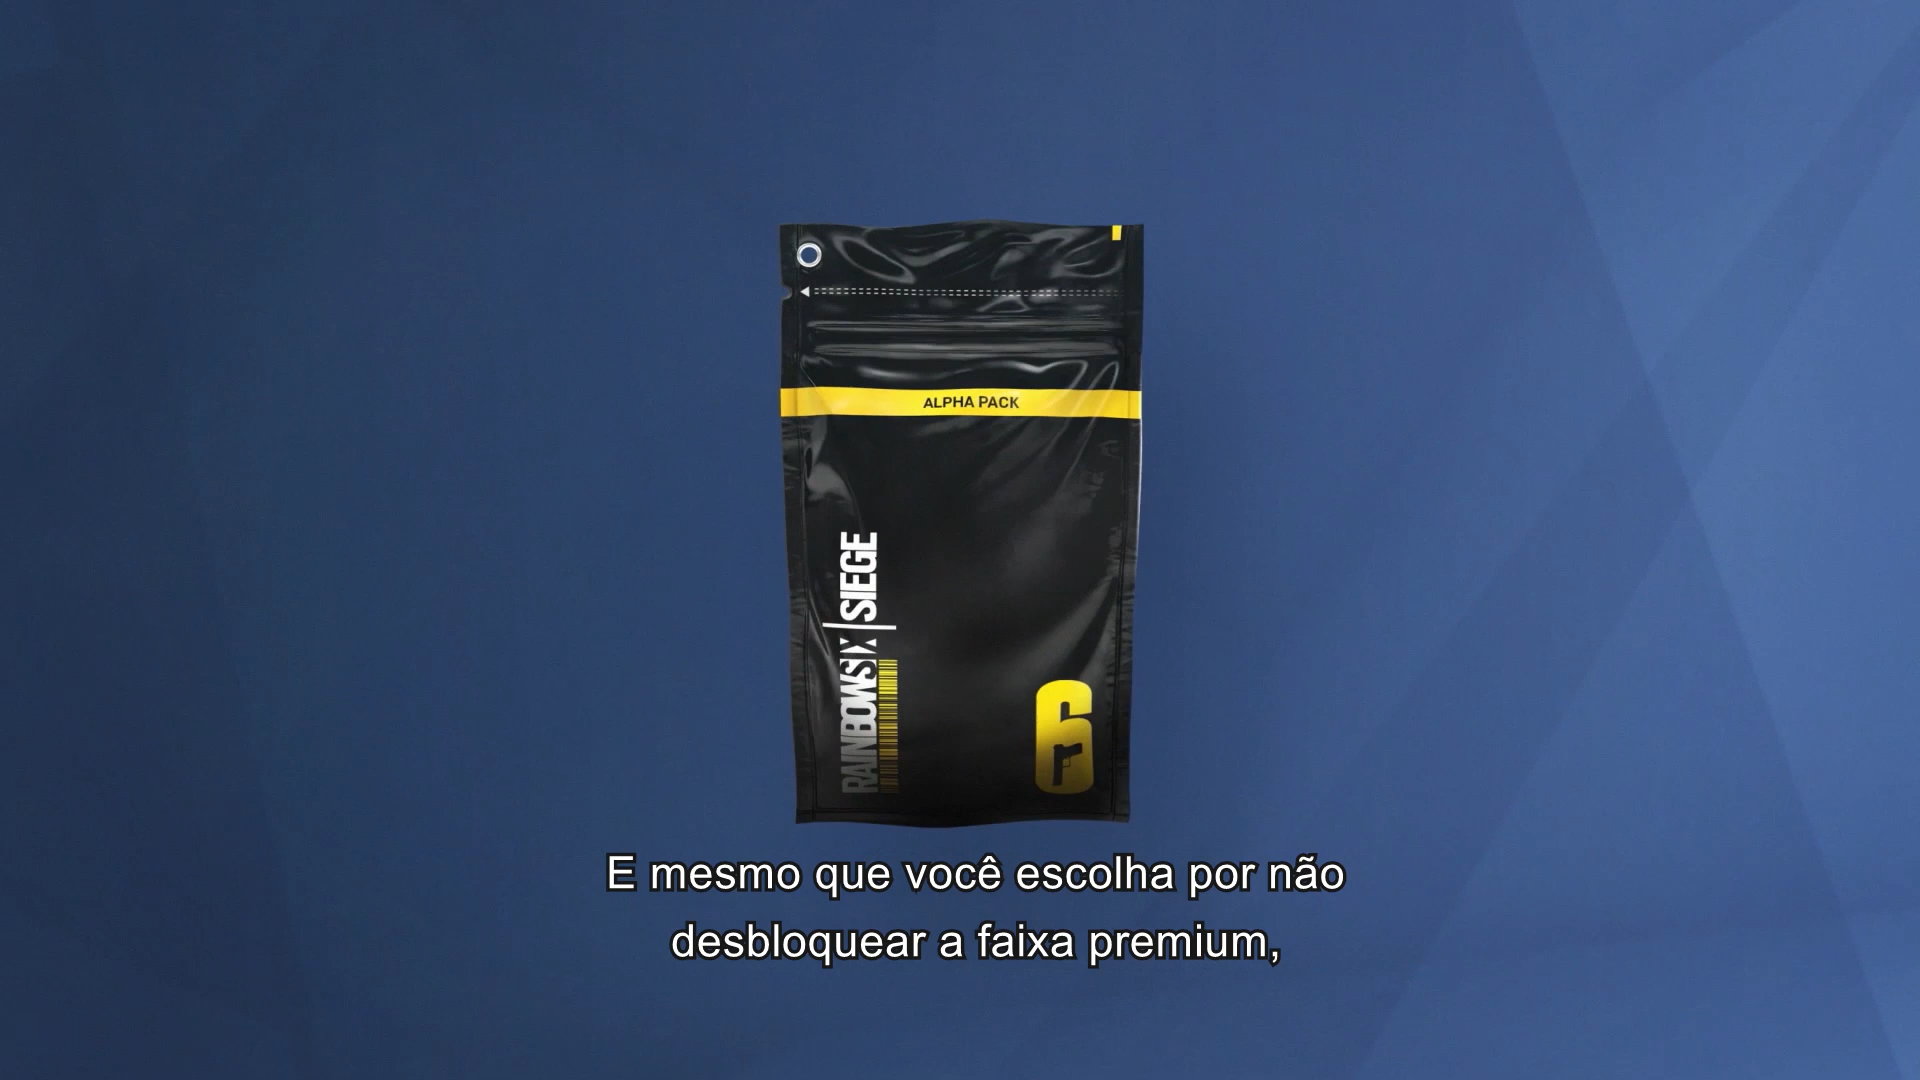 ALPHA PACK
RAINBOWSIX|SIEGE
6
E mesmo que você escolha por não
desbloquear a faixa premium,